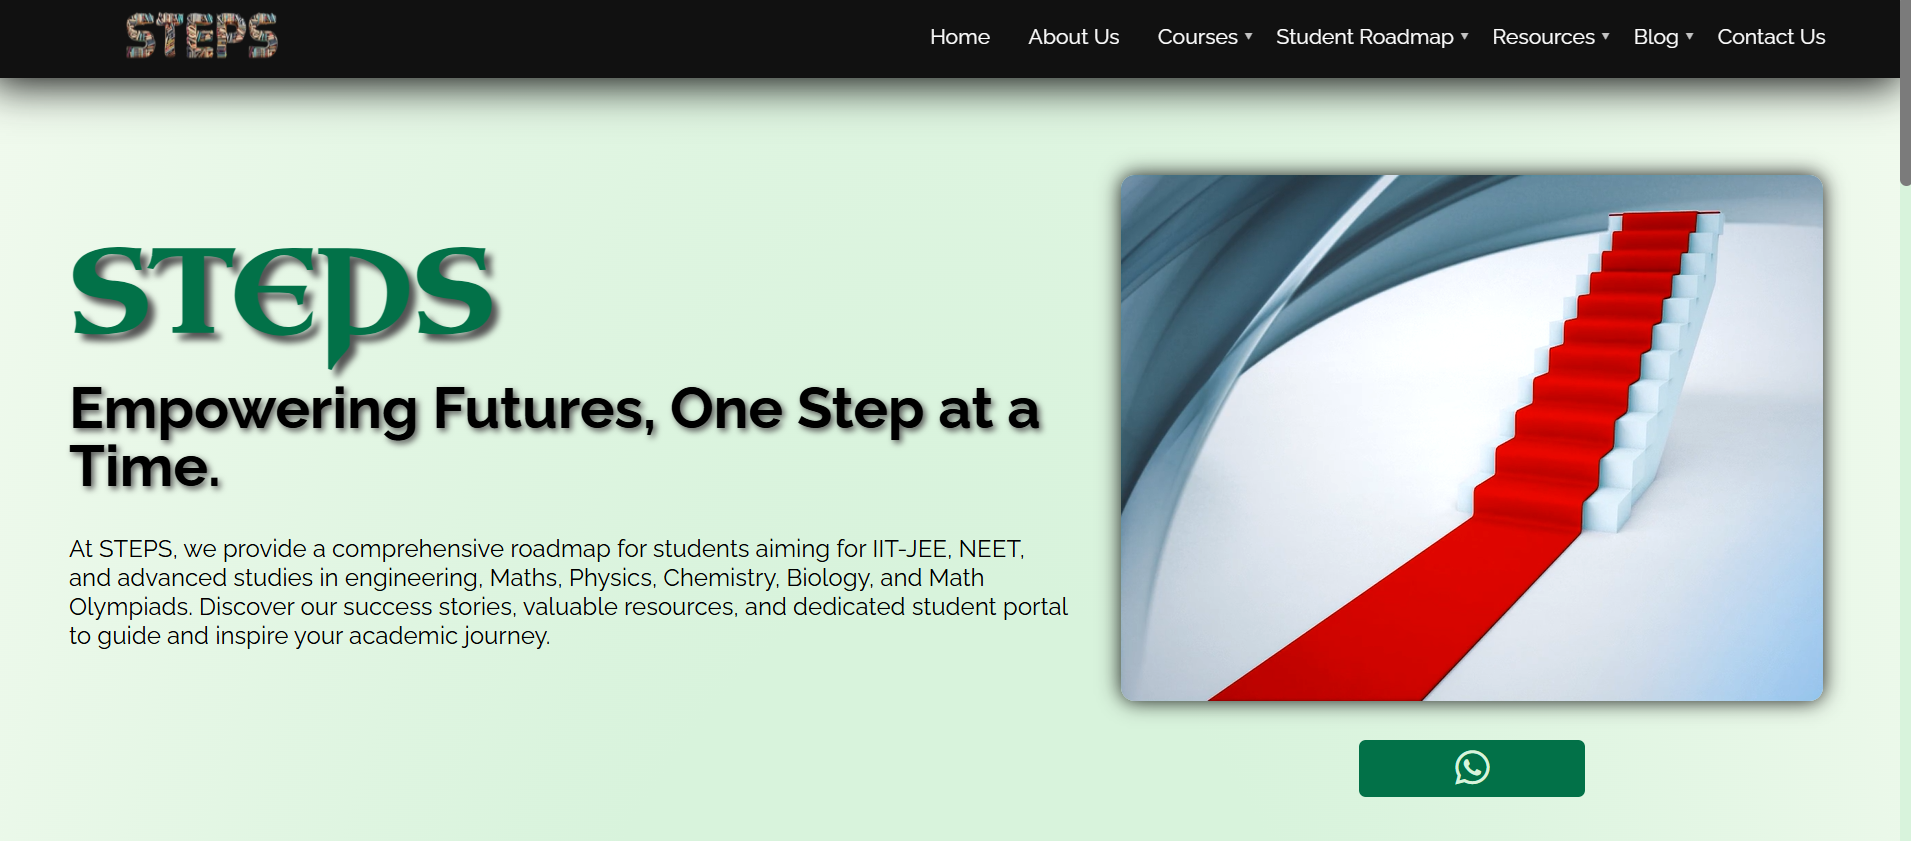 STEPS
Home About Us Courses ▼ Student Roadmap ▼ Resources ▼ Blog ▼ Contact Us
STEPS
Empowering Futures, One Step at a
Time.
At STEPS, we provide a comprehensive roadmap for students aiming for IIT-JEE, NEET,
and advanced studies in engineering, Maths, Physics, Chemistry, Biology, and Math
Olympiads. Discover our success stories, valuable resources, and dedicated student portal
to guide and inspire your academic journey.